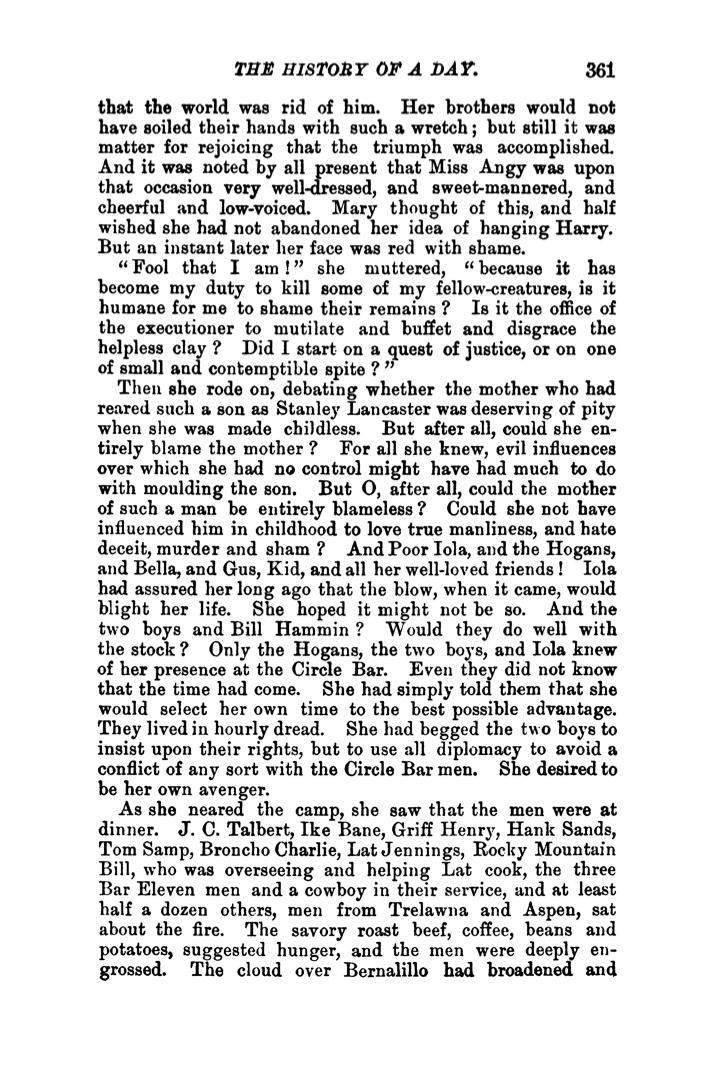 THE HISTORY OF A DAY. 361
that the world was rid of him. Her brothers would not
have soiled their hands with such a wretch; but still it was
matter for rejoicing that the triumph was accomplished.
And it was noted by all present that Miss Angy was upon
that occasion very well-dressed, and sweet-mannered, and
cheerful and low-voiced. Mary thought of this, and half
wished she had not abandoned her idea of hanging Harry.
But an instant later her face was red with shame.
"Fool that I am!" she muttered, "because it has
become my duty to kill some of my fellow-creatures, is it
humane for me to shame their remains? Is it the office of
the executioner to mutilate and buffet and disgrace the
helpless clay? Did I start on a quest of justice, or on one
of small and contemptible spite?"
Then she rode on, debating whether the mother who had
reared such a son as Stanley Lancaster was deserving of pity
when she was made childless. But after all, could she en-
tirely blame the mother? For all she knew, evil influences
over which she had no control might have had much to do
with moulding the son. But O, after all, could the mother
of such a man be entirely blameless? Could she not have
influenced him in childhood to love true manliness, and hate
deceit, murder and sham? And Poor Iola, and the Hogans,
and Bella, and Gus, Kid, and all her well-loved friends! Iola
had assured her long ago that the blow, when it came, would
blight her life. She hoped it might not be so. And the
two boys and Bill Hammin? Would they do well with
the stock? Only the Hogans, the two boys, and Iola knew
of her presence at the Circle Bar. Even they did not know
that the time had come. She had simply told them that she
would select her own time to the best possible advantage.
They lived in hourly dread. She had begged the two boys to
insist upon their rights, but to use all diplomacy to avoid a
conflict of any sort with the Circle Bar men. She desired to
be her own avenger.
As she neared the camp, she saw that the men were at
dinner. J. C. Talbert, Ike Bane, Griff Henry, Hank Sands,
Tom Samp, Broncho Charlie, Lat Jennings, Rocky Mountain
Bill, who was overseeing and helping Lat cook, the three
Bar Eleven men and a cowboy in their service, and at least
half a dozen others, men from Trelawna and Aspen, sat
about the fire. The savory roast beef, coffee, beans and
potatoes, suggested hunger, and the men were deeply en-
grossed. The cloud over Bernalillo had broadened and